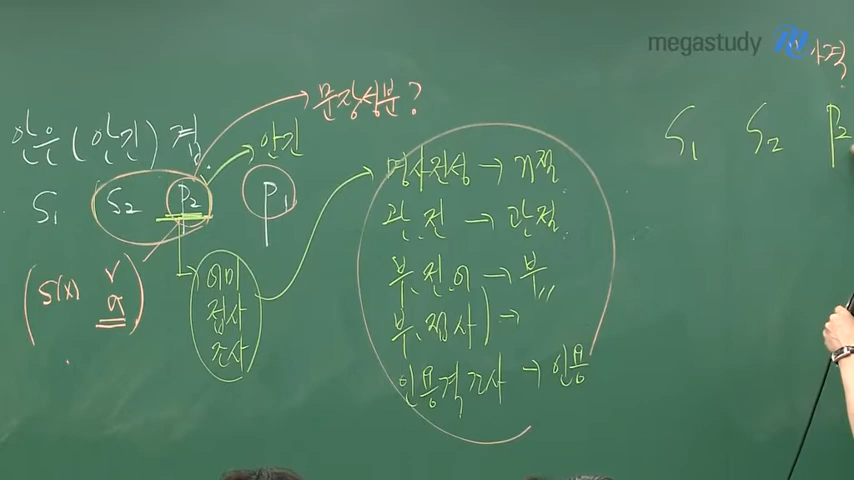 megastudy
격?
문장성분?
안은(안긴)절
안긴
S₁ S₂ P₂ P₁
S₁ S₂ P₂
명사전성 → 명절
관.전 → 관절
부.전.어 → 부〃
부.접사) →
인용격조사 → 인용
S(x) v
a
어미
접사
조사